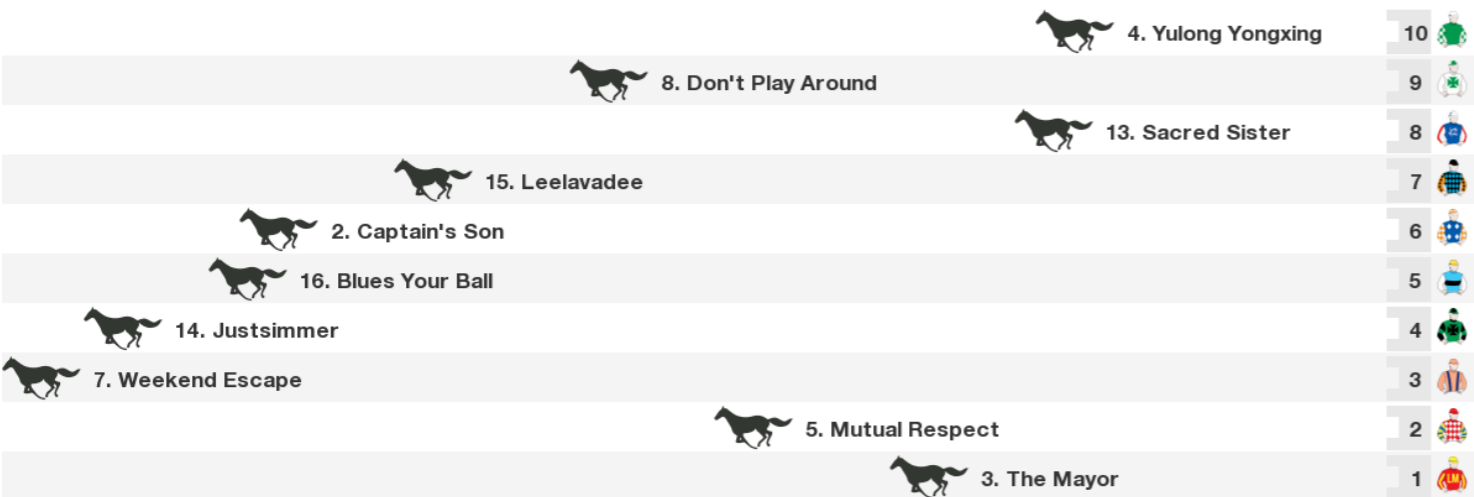 4. Yulong Yongxing 10
8. Don't Play Around 9
13. Sacred Sister 8
15. Leelavadee 7
2. Captain's Son 6
16. Blues Your Ball 5
14. Justsimmer 4
7. Weekend Escape 3
5. Mutual Respect 2
3. The Mayor 1